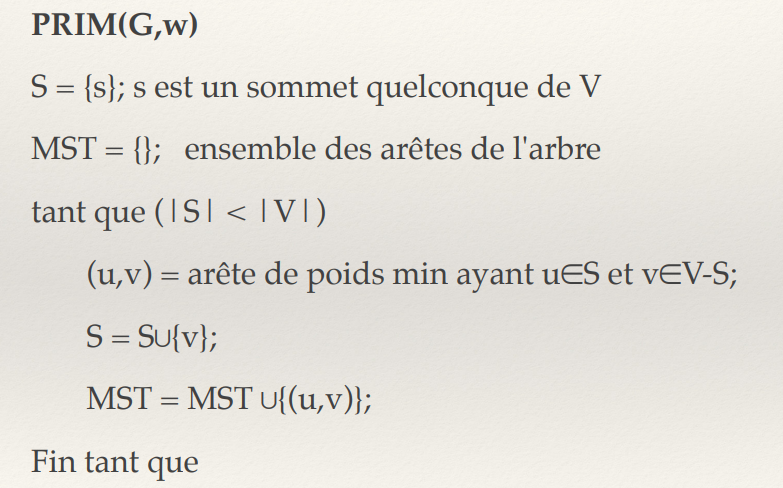 PRIM(G,w)
S = {s}; s est un sommet quelconque de V
MST = {}; ensemble des arêtes de l'arbre
tant que (|S| < |V|)
(u,v) = arête de poids min ayant u∈S et v∈V-S;
S = S∪{v};
MST = MST ∪{(u,v)};
Fin tant que